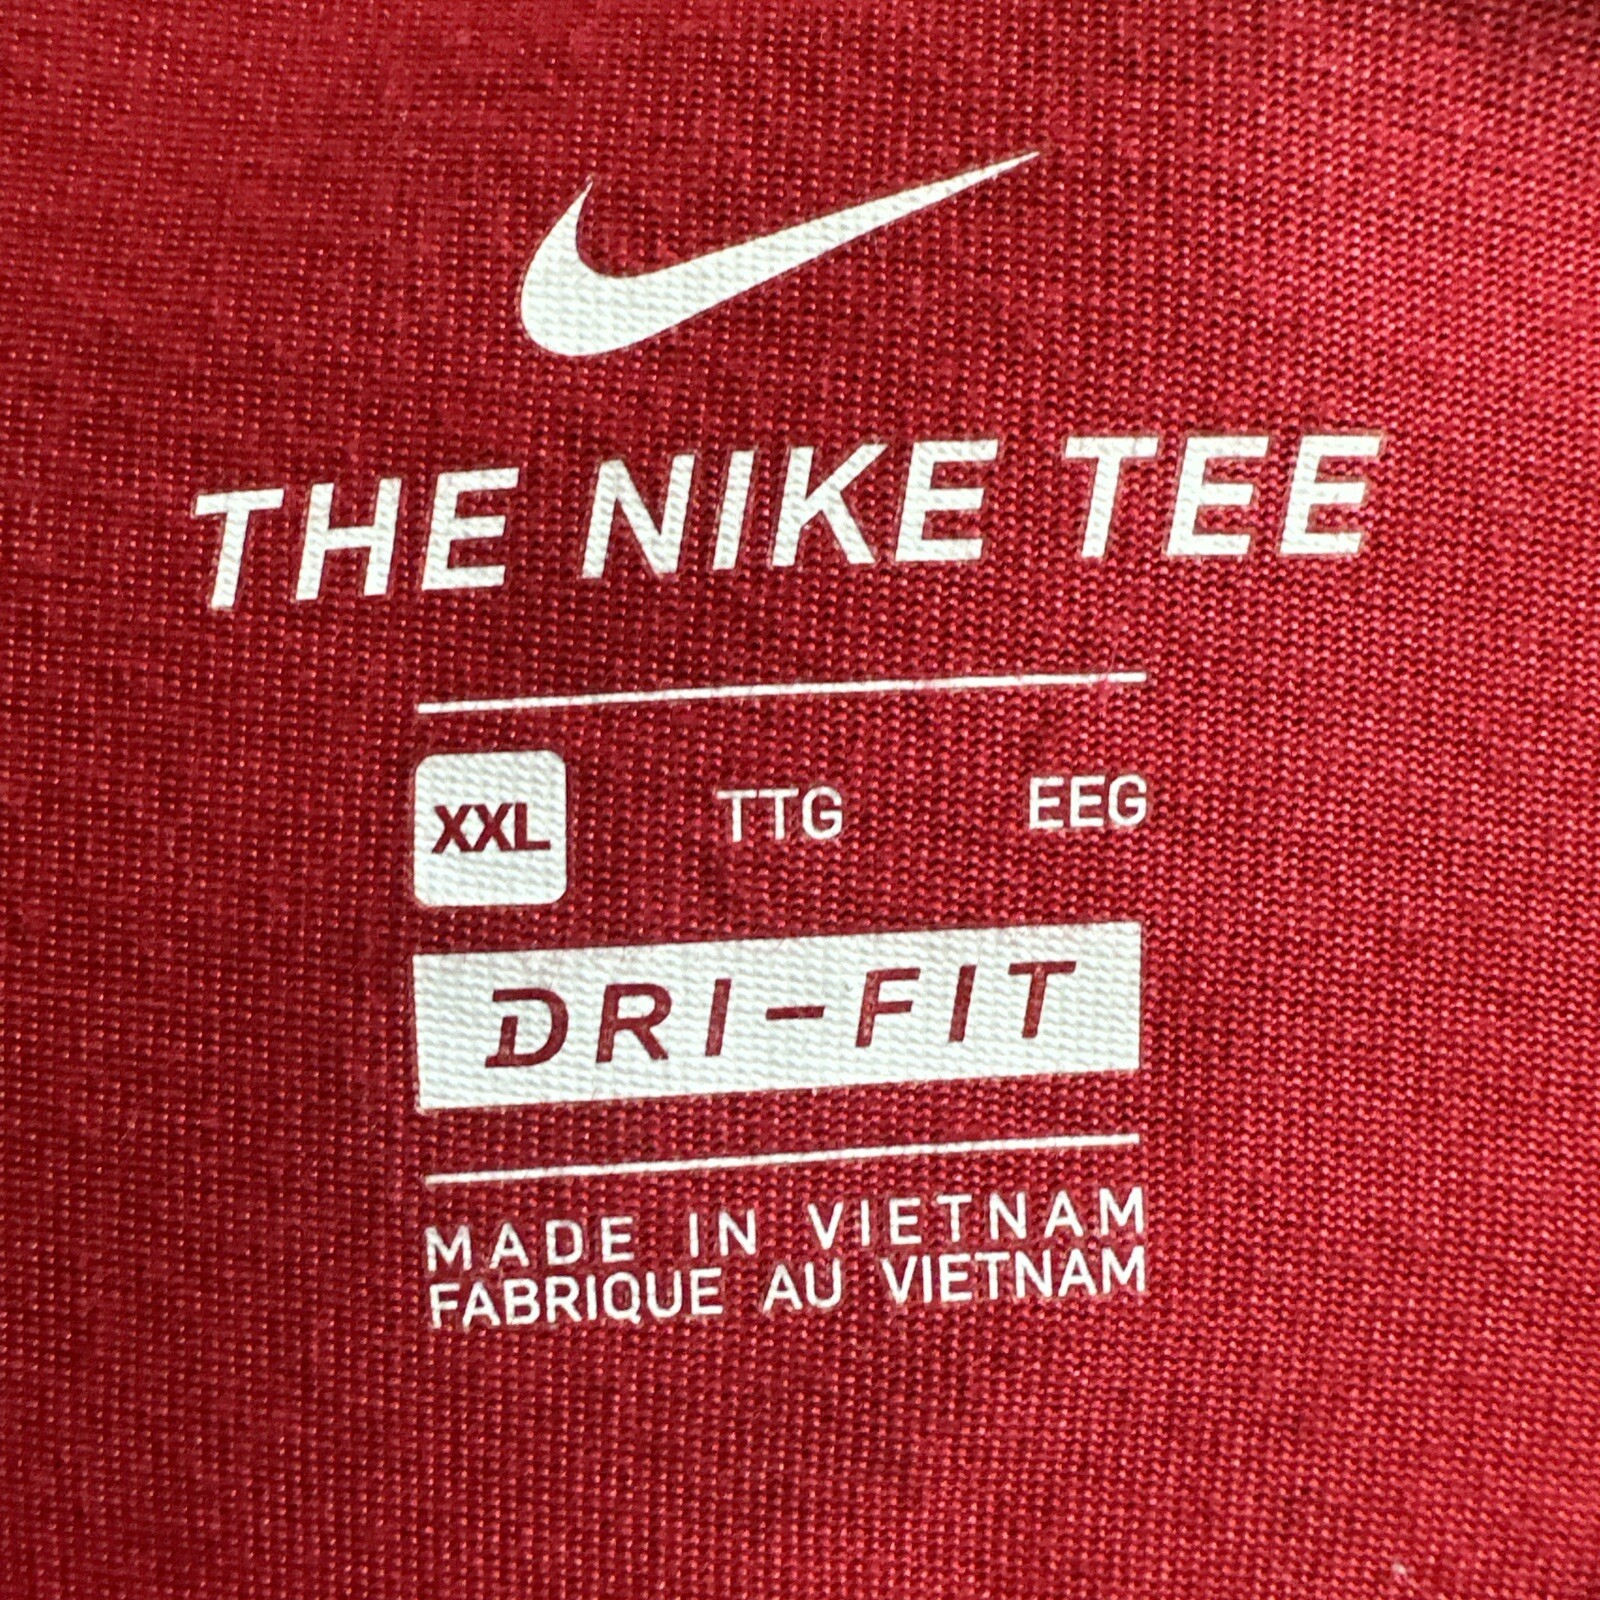 THE NIKE TEE
XXL TTG EEG
DRI-FIT
MADE IN VIETNAM
FABRIQUE AU VIETNAM